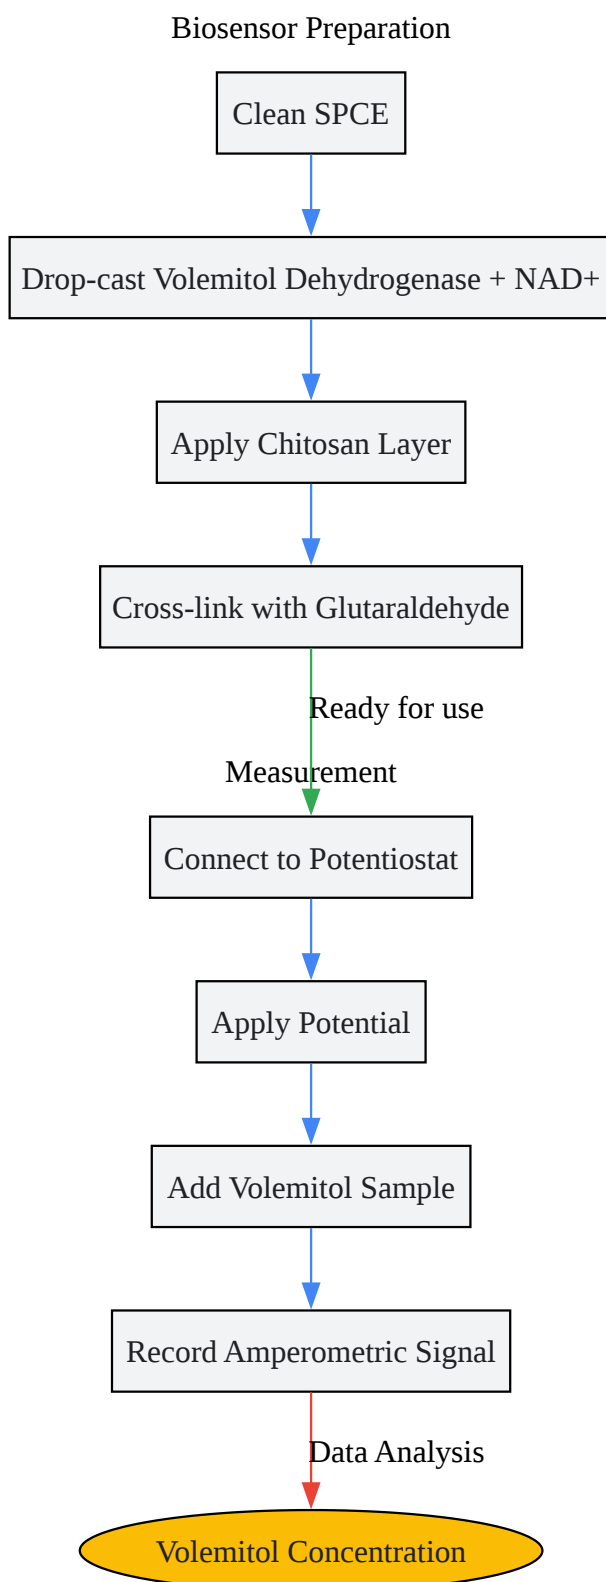 Biosensor Preparation
Clean SPCE
Drop-cast Volemitol Dehydrogenase + NAD+
Apply Chitosan Layer
Cross-link with Glutaraldehyde
Ready for use
Measurement
Connect to Potentiostat
Apply Potential
Add Volemitol Sample
Record Amperometric Signal
Data Analysis
Volemitol Concentration